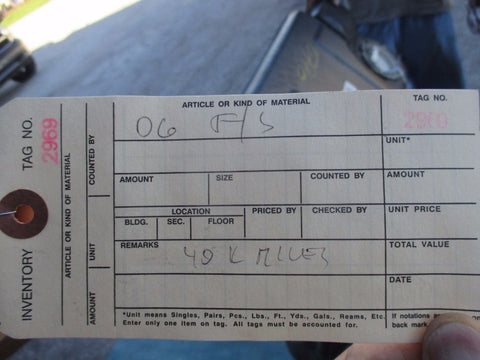 INVENTORY TAG NO. 2969
ARTICLE OR KIND OF MATERIAL
AMOUNT UNIT COUNTED BY
ARTICLE OR KIND OF MATERIAL TAG NO.
06 F/S 2969
UNIT*
AMOUNT SIZE COUNTED BY AMOUNT
LOCATION PRICED BY CHECKED BY UNIT PRICE
BLDG. SEC. FLOOR
REMARKS TOTAL VALUE
40 K MILES
DATE
*Unit means Singles, Pairs, Pcs., Lbs., Ft., Yds., Gals., Reams, Etc. If notations are
Enter only one item on tag. All tags must be accounted for. back mark